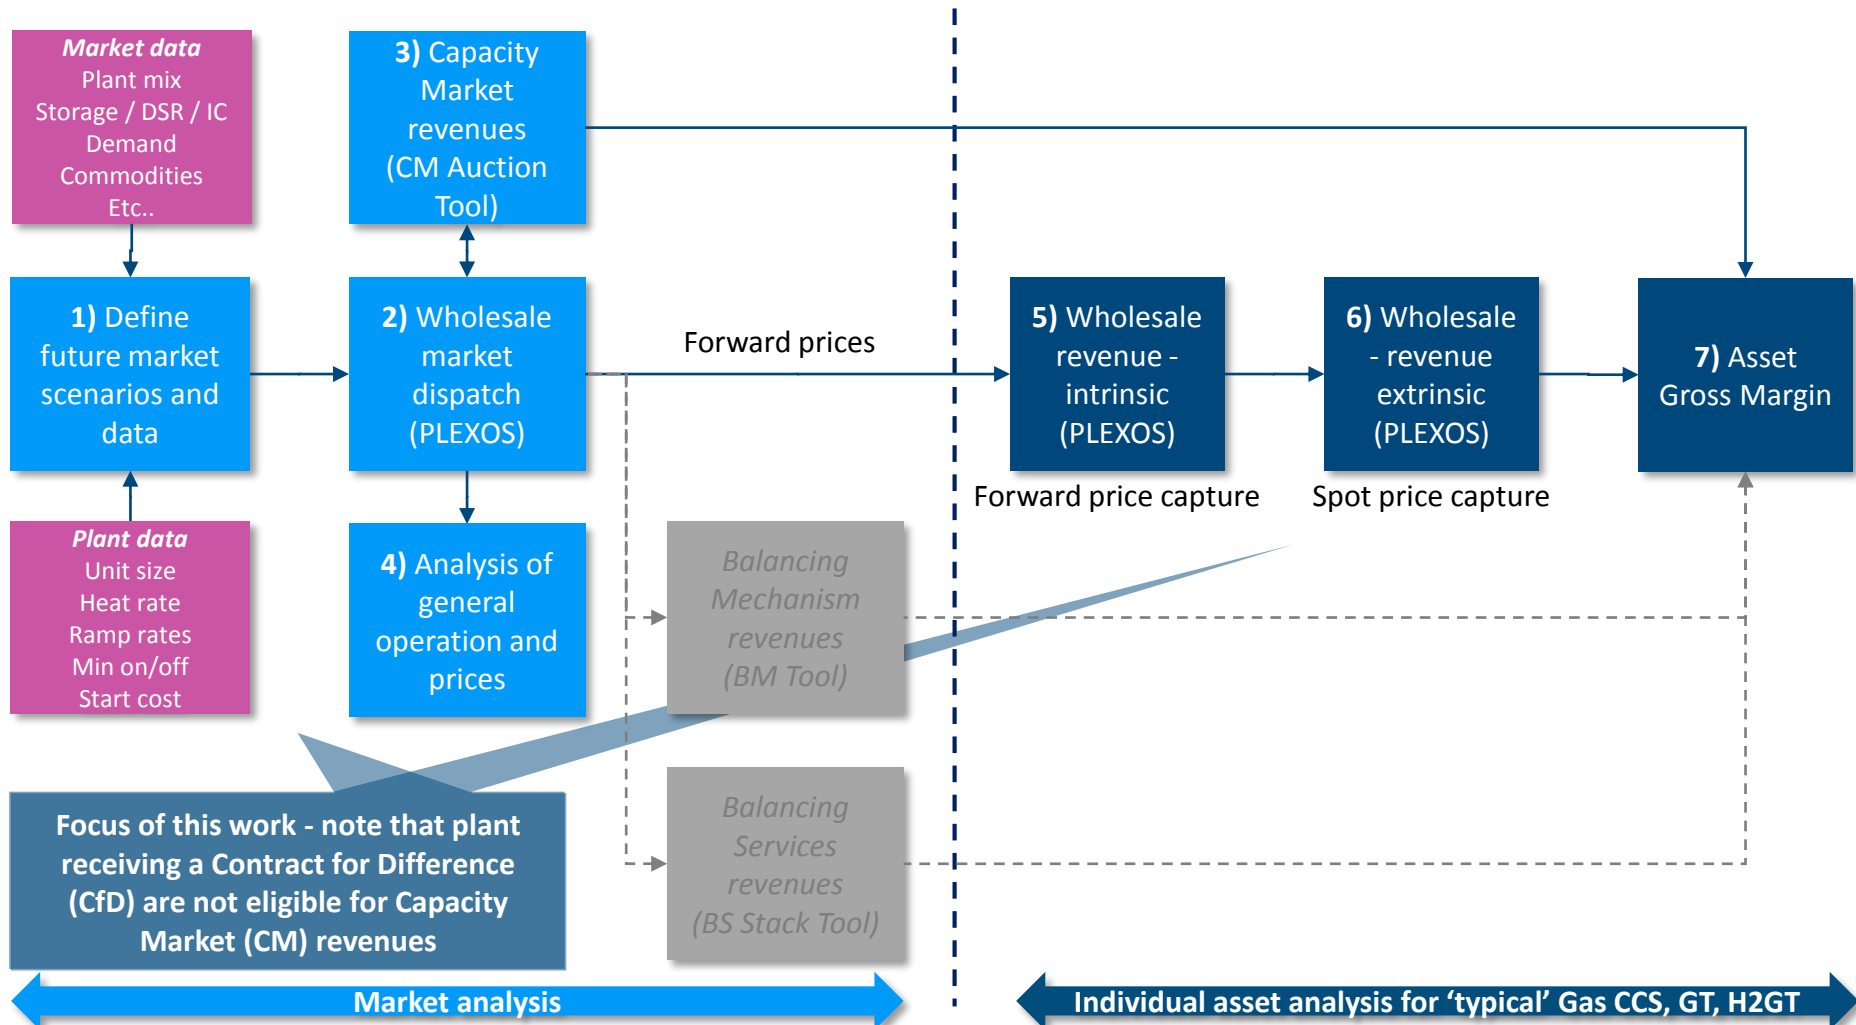 Market data
Plant mix
Storage / DSR / IC
Demand
Commodities
Etc..
3) Capacity
Market
revenues
(CM Auction
Tool)
1) Define
future market
scenarios and
data
2) Wholesale
market
dispatch
(PLEXOS)
Forward prices
5) Wholesale
revenue -
intrinsic
(PLEXOS)
6) Wholesale
- revenue
extrinsic
(PLEXOS)
7) Asset
Gross Margin
Forward price capture
Spot price capture
Plant data
Unit size
Heat rate
Ramp rates
Min on/off
Start cost
4) Analysis of
general
operation and
prices
Balancing
Mechanism
revenues
(BM Tool)
Balancing
Services
revenues
(BS Stack Tool)
Focus of this work - note that plant
receiving a Contract for Difference
(CfD) are not eligible for Capacity
Market (CM) revenues
Market analysis
Individual asset analysis for ‘typical’ Gas CCS, GT, H2GT